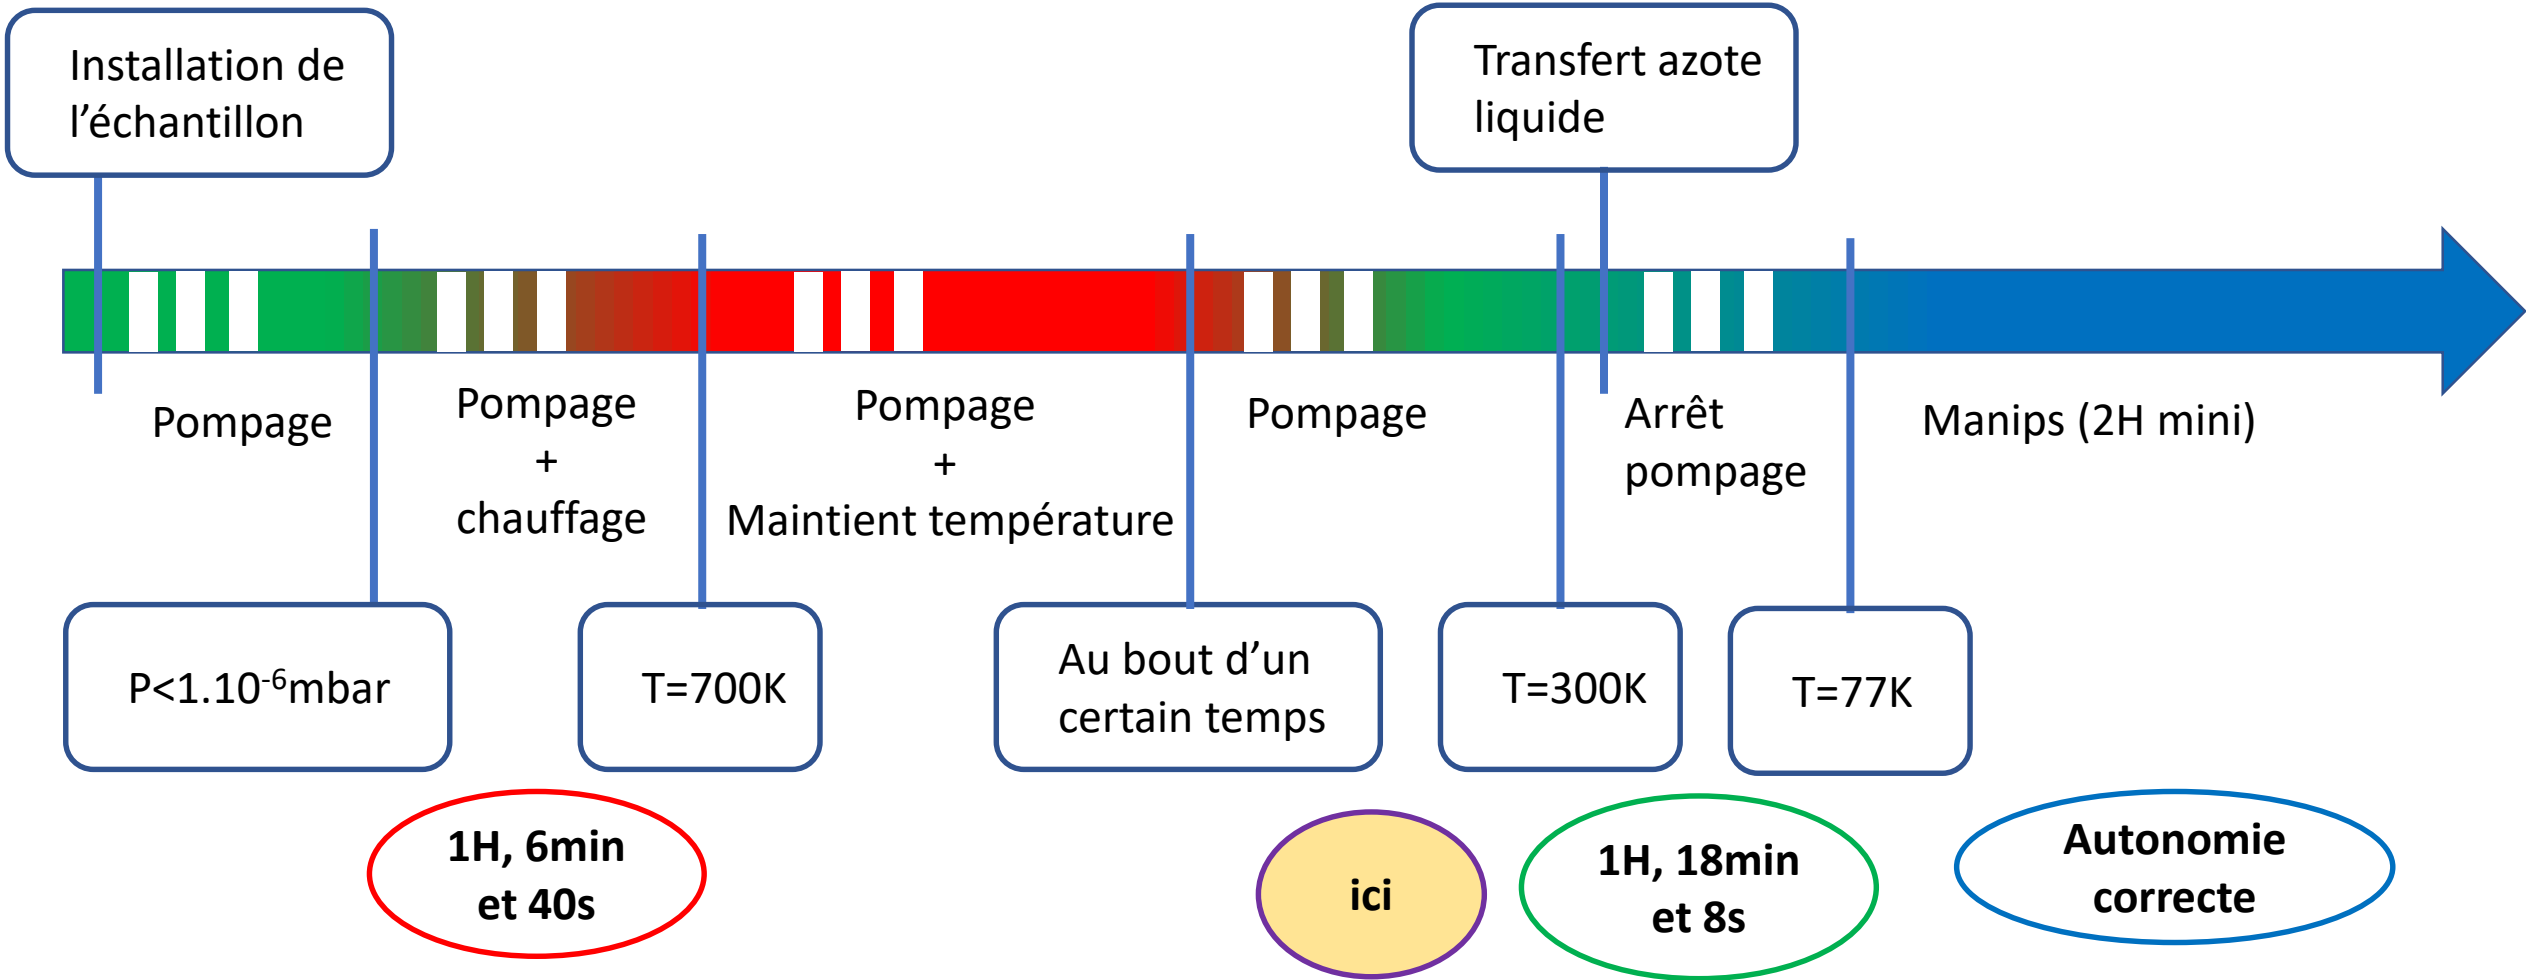 Installation de
l’échantillon
Transfert azote
liquide
Pompage
Pompage
+
chauffage
Pompage
+
Maintient température
Pompage
Arrêt
pompage
Manips (2H mini)
P<1.10⁻⁶mbar
T=700K
Au bout d’un
certain temps
T=300K
T=77K
1H, 6min
et 40s
ici
1H, 18min
et 8s
Autonomie
correcte